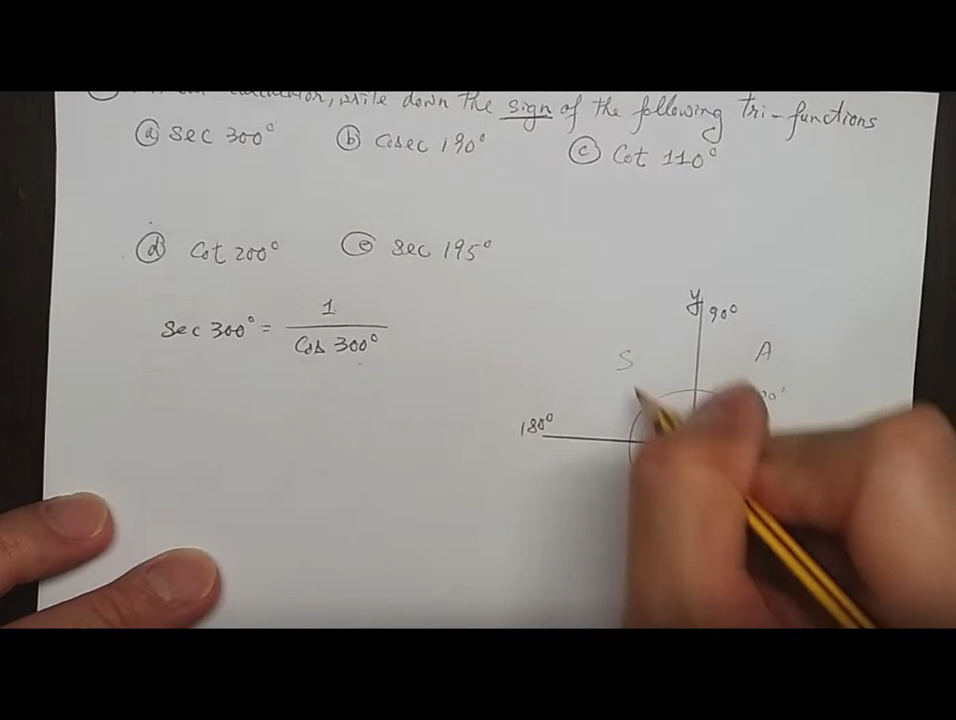 calculator, write down the sign of the following tri-functions
(a) Sec 300° (b) Cosec 190° (c) Cot 110°
(d) Cot 200° (e) sec 195°
Sec 300° = 1 / Cos 300°
y 90°
S A
180°